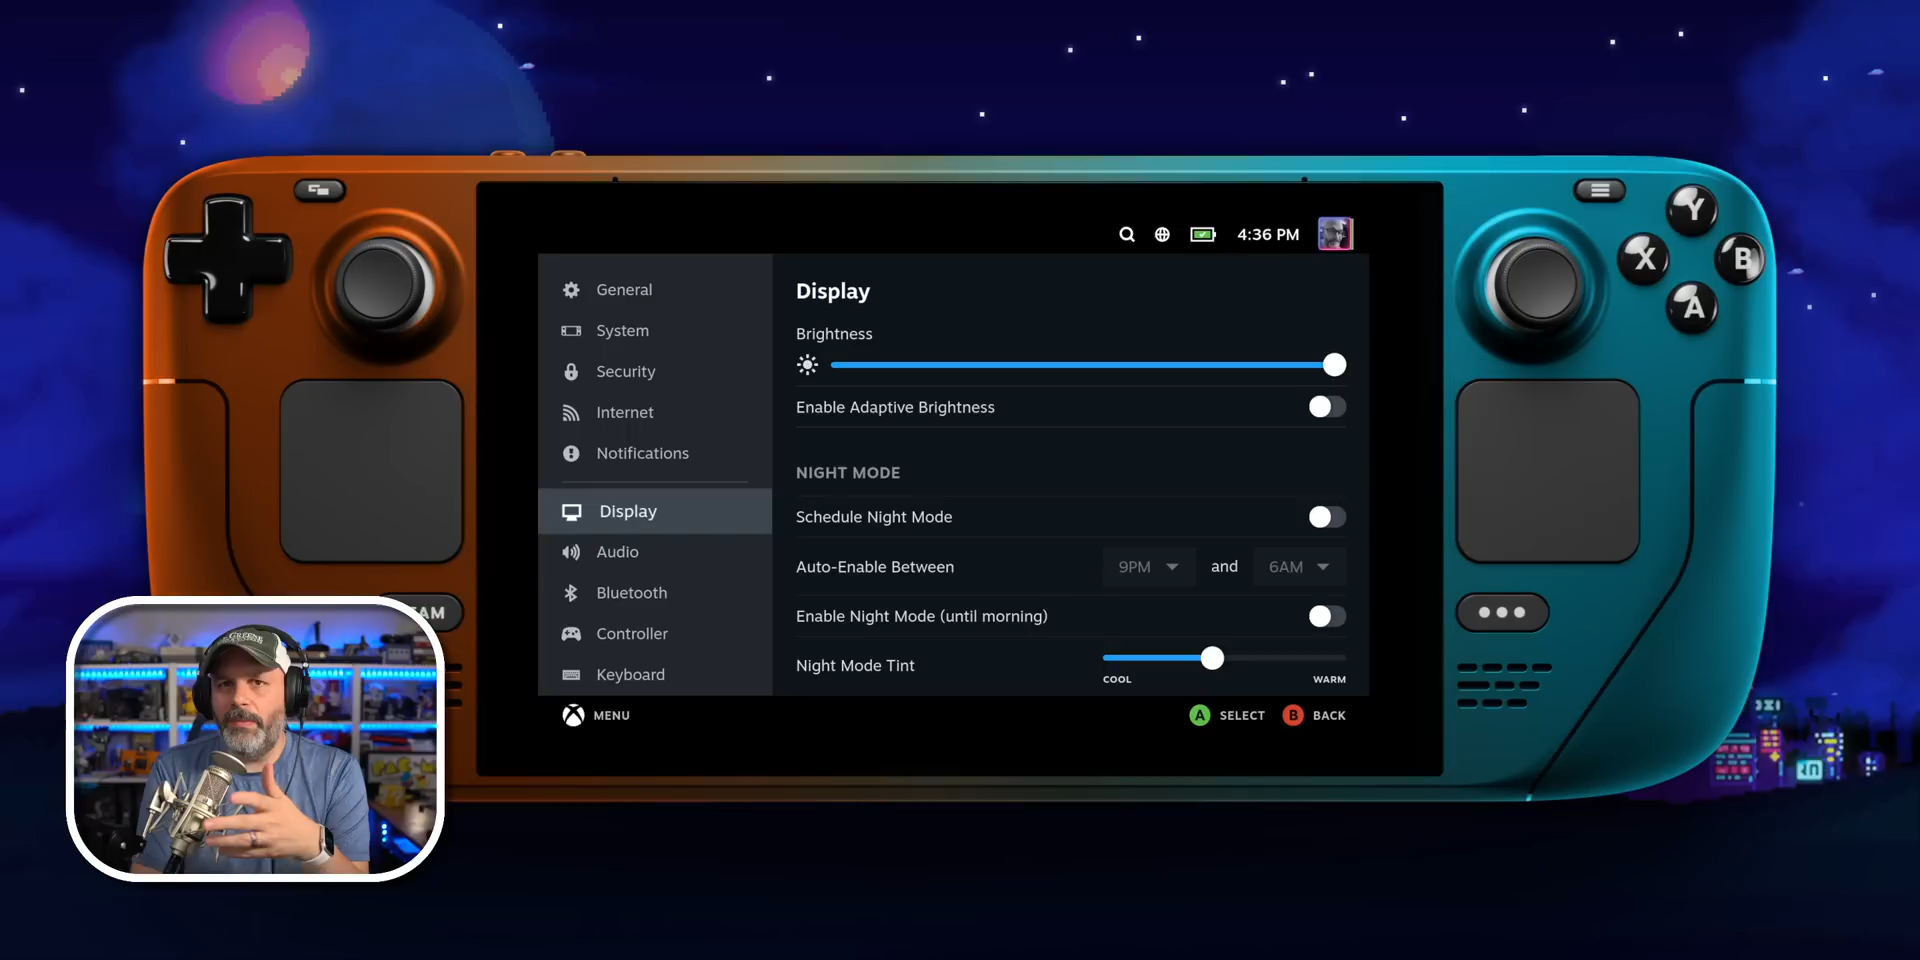 4:36 PM
General
System
Security
Internet
Notifications
Display
Audio
Bluetooth
Controller
Keyboard
Display
Brightness
Enable Adaptive Brightness
NIGHT MODE
Schedule Night Mode
Auto-Enable Between 9PM and 6AM
Enable Night Mode (until morning)
Night Mode Tint
COOL WARM
MENU
A SELECT B BACK
Y
X
B
A
AM